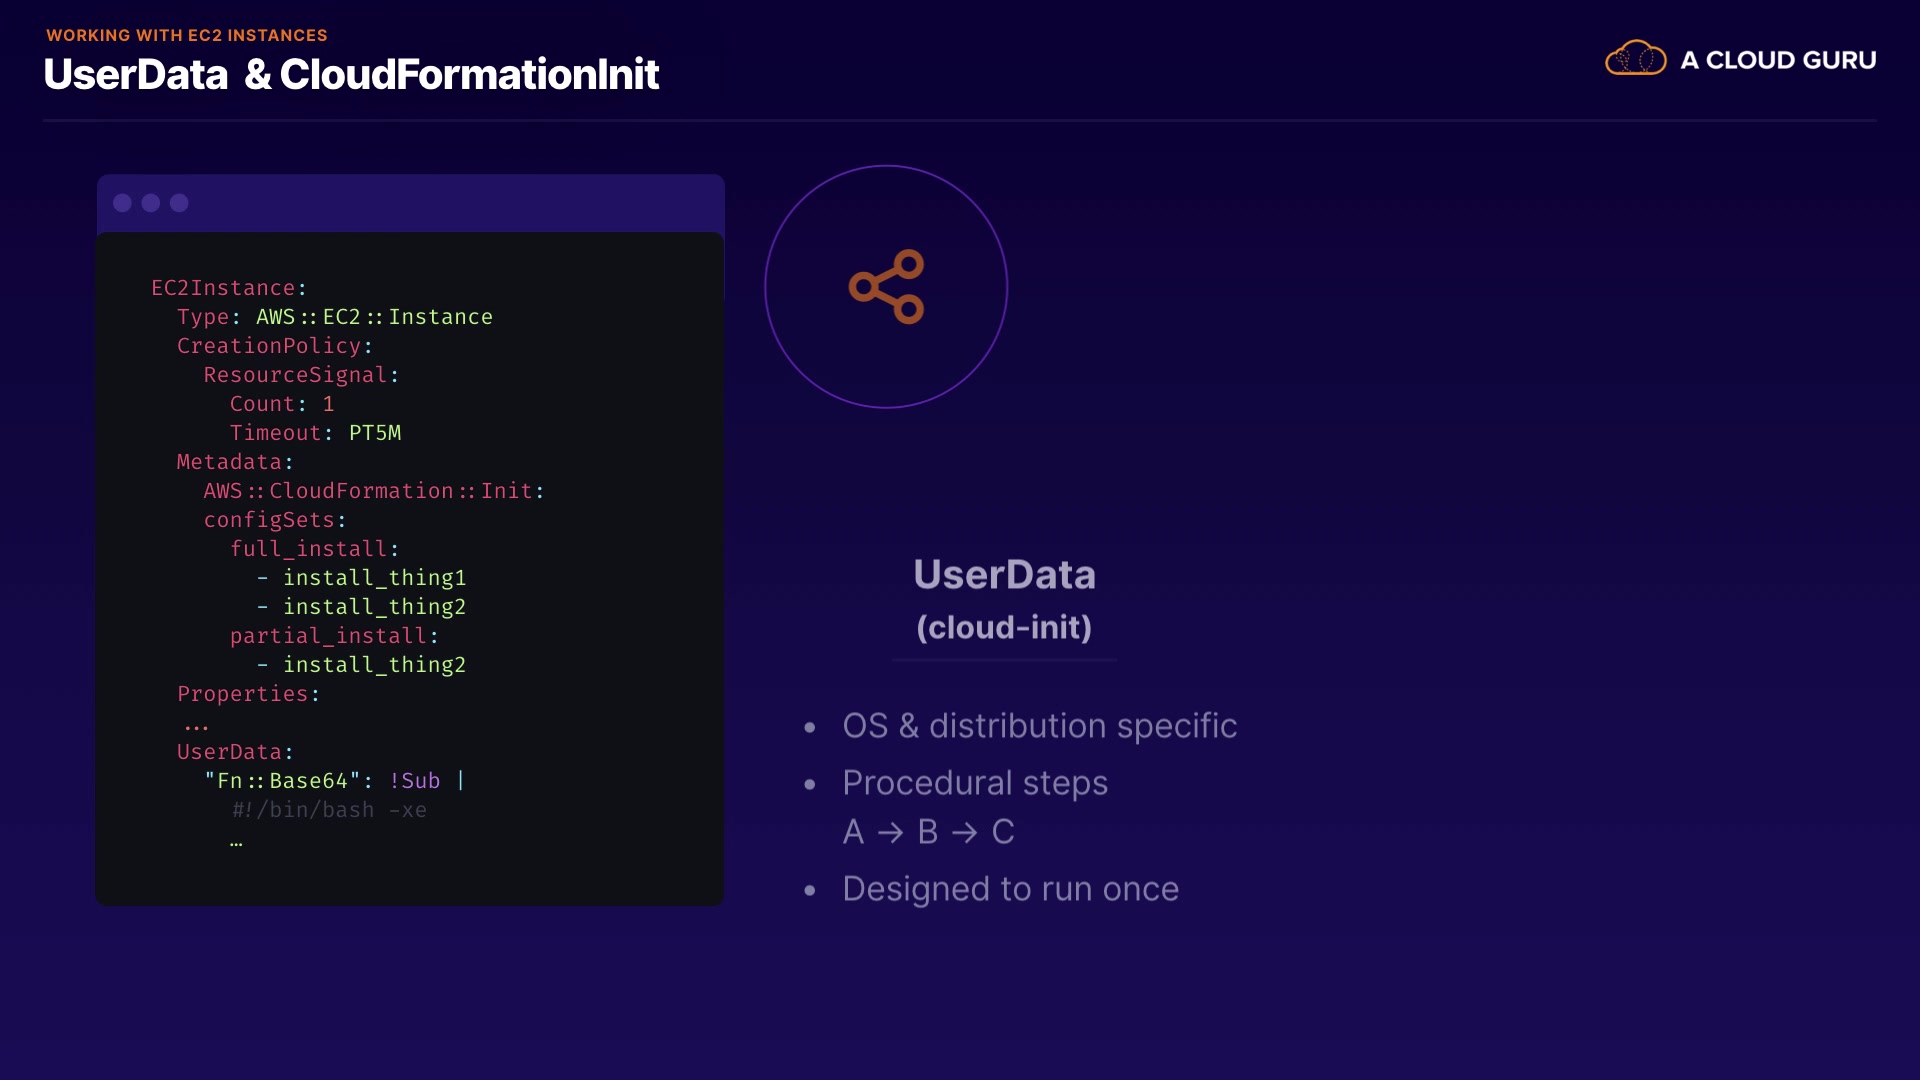 WORKING WITH EC2 INSTANCES
UserData & CloudFormationInit
A CLOUD GURU
EC2Instance:
  Type: AWS::EC2::Instance
  CreationPolicy:
    ResourceSignal:
      Count: 1
      Timeout: PT5M
  Metadata:
    AWS::CloudFormation::Init:
    configSets:
      full_install:
        - install_thing1
        - install_thing2
      partial_install:
        - install_thing2
  Properties:
  ...
  UserData:
    "Fn::Base64": !Sub |
      #!/bin/bash -xe
      …
UserData
(cloud-init)
• OS & distribution specific
• Procedural steps
A → B → C
• Designed to run once